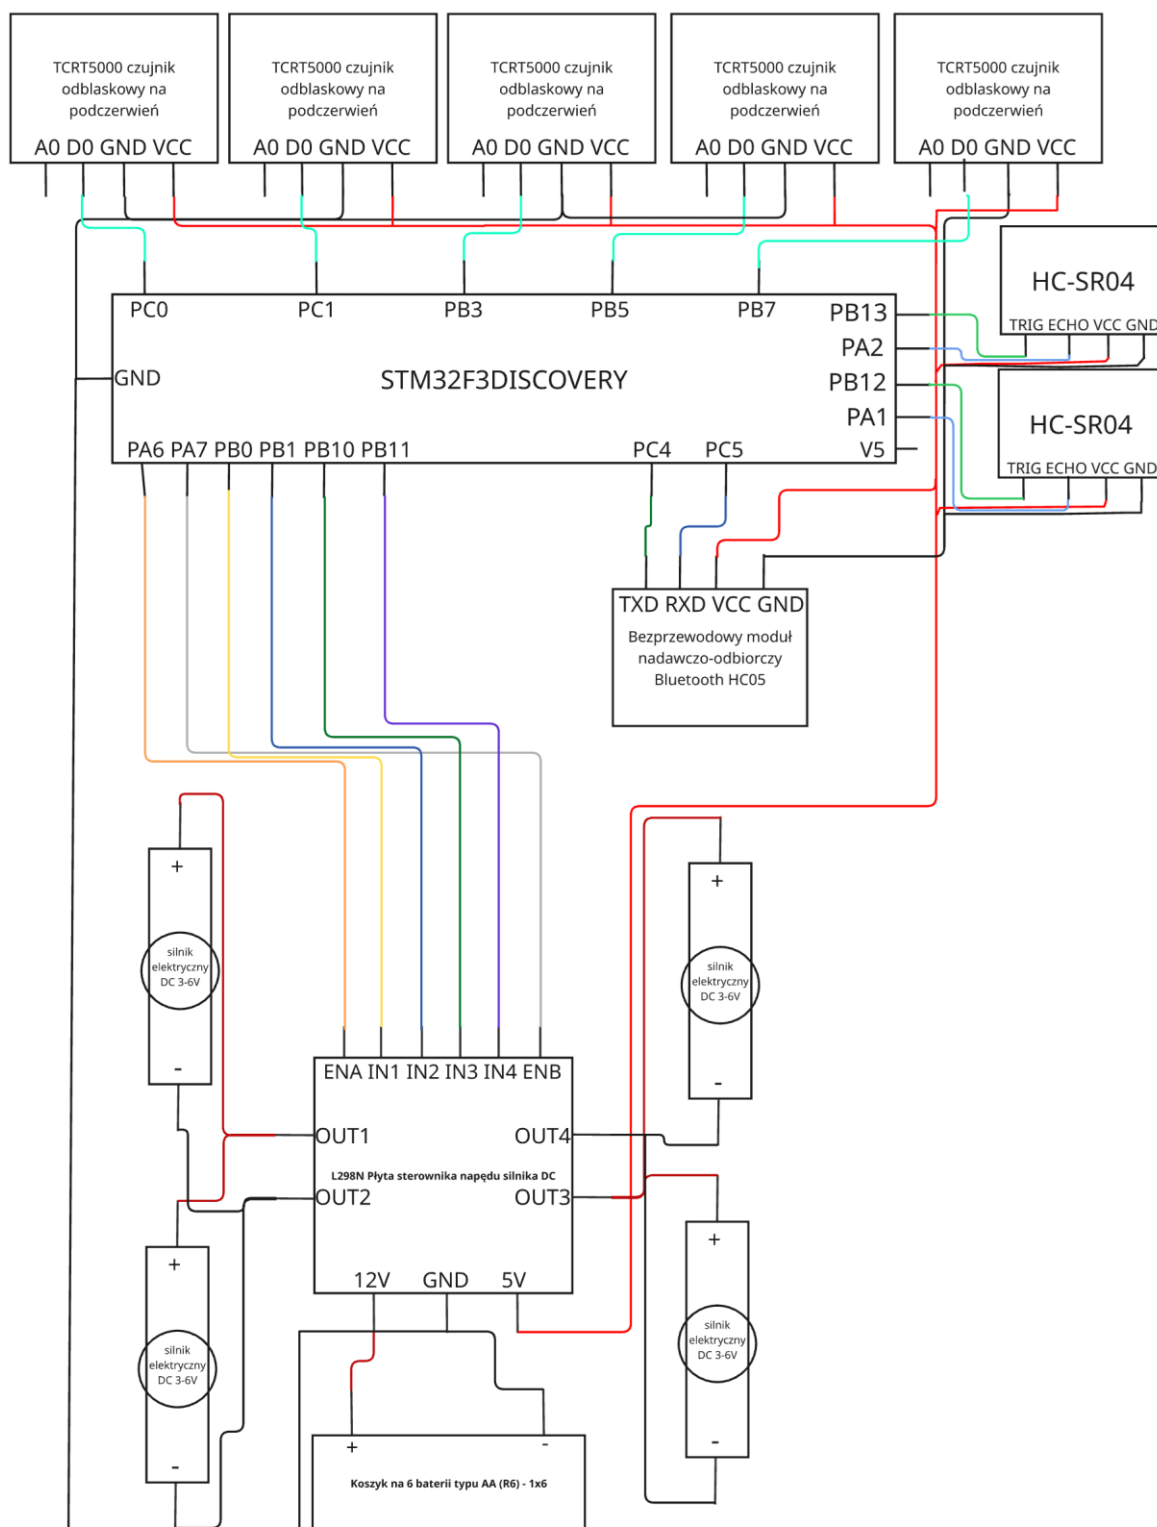 TCRT5000 czujnik
odblaskowy na
podczerwień
A0 D0 GND VCC
TCRT5000 czujnik
odblaskowy na
podczerwień
A0 D0 GND VCC
TCRT5000 czujnik
odblaskowy na
podczerwień
A0 D0 GND VCC
TCRT5000 czujnik
odblaskowy na
podczerwień
A0 D0 GND VCC
TCRT5000 czujnik
odblaskowy na
podczerwień
A0 D0 GND VCC
HC-SR04
TRIG ECHO VCC GND
HC-SR04
TRIG ECHO VCC GND
PC0 PC1 PB3 PB5 PB7
PB13
PA2
PB12
PA1
V5
GND
STM32F3DISCOVERY
PA6 PA7 PB0 PB1 PB10 PB11 PC4 PC5
TXD RXD VCC GND
Bezprzewodowy moduł
nadawczo-odbiorczy
Bluetooth HC05
+
silnik
elektryczny
DC 3-6V
-
+
silnik
elektryczny
DC 3-6V
-
ENA IN1 IN2 IN3 IN4 ENB
OUT1 OUT4
L298N Płyta sterownika napędu silnika DC
OUT2 OUT3
12V GND 5V
+
silnik
elektryczny
DC 3-6V
-
+
silnik
elektryczny
DC 3-6V
-
+ -
Koszyk na 6 baterii typu AA (R6) - 1x6